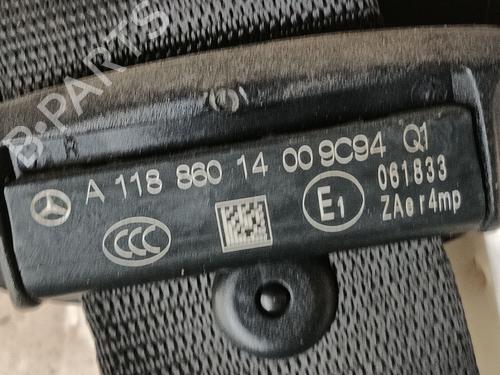 B-PARTS
R
A 118 860 14 00 9C94 Q1
061833
CCC
E1
ZAer4mp